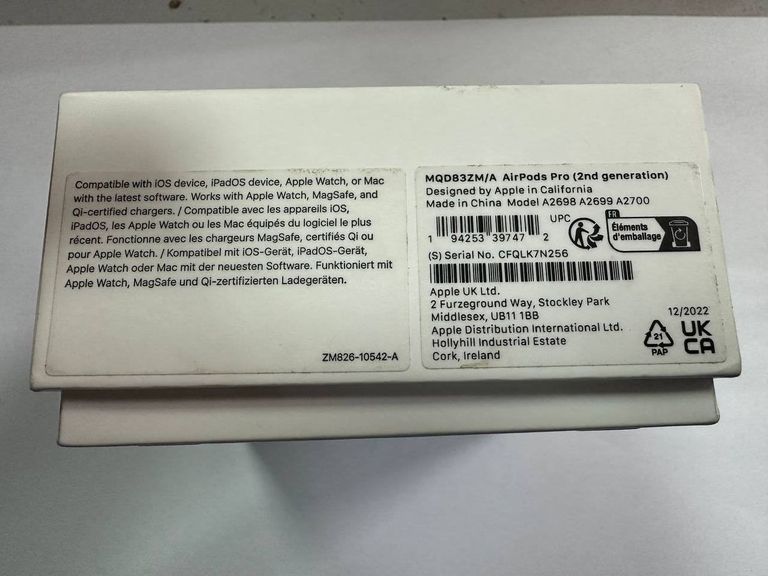 Compatible with iOS device, iPadOS device, Apple Watch, or Mac
with the latest software. Works with Apple Watch, MagSafe, and
Qi-certified chargers. / Compatible avec les appareils iOS,
iPadOS, les Apple Watch ou les Mac équipés du logiciel le plus
récent. Fonctionne avec les chargeurs MagSafe, certifiés Qi ou
pour Apple Watch. / Kompatibel mit iOS-Gerät, iPadOS-Gerät,
Apple Watch oder Mac mit der neuesten Software. Funktioniert mit
Apple Watch, MagSafe und Qi-zertifizierten Ladegeräten.
ZM826-10542-A
MQD83ZM/A AirPods Pro (2nd generation)
Designed by Apple in California
Made in China Model A2698 A2699 A2700
UPC
1 94253 39747 2
FR
Éléments
d'emballage
(S) Serial No. CFQLK7N256
Apple UK Ltd.
2 Furzeground Way, Stockley Park
Middlesex, UB11 1BB
Apple Distribution International Ltd.
Hollyhill Industrial Estate
Cork, Ireland
12/2022
21
PAP
UK
CA